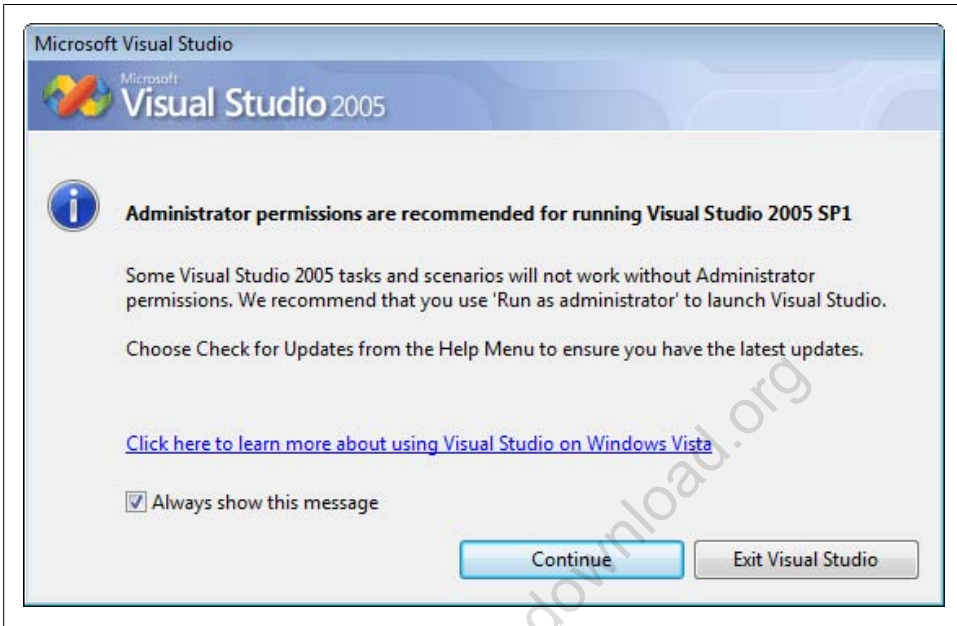 Microsoft Visual Studio
Microsoft
Visual Studio 2005
Administrator permissions are recommended for running Visual Studio 2005 SP1
Some Visual Studio 2005 tasks and scenarios will not work without Administrator
permissions. We recommend that you use 'Run as administrator' to launch Visual Studio.
Choose Check for Updates from the Help Menu to ensure you have the latest updates.
Click here to learn more about using Visual Studio on Windows Vista
Always show this message
Continue
Exit Visual Studio
download.org